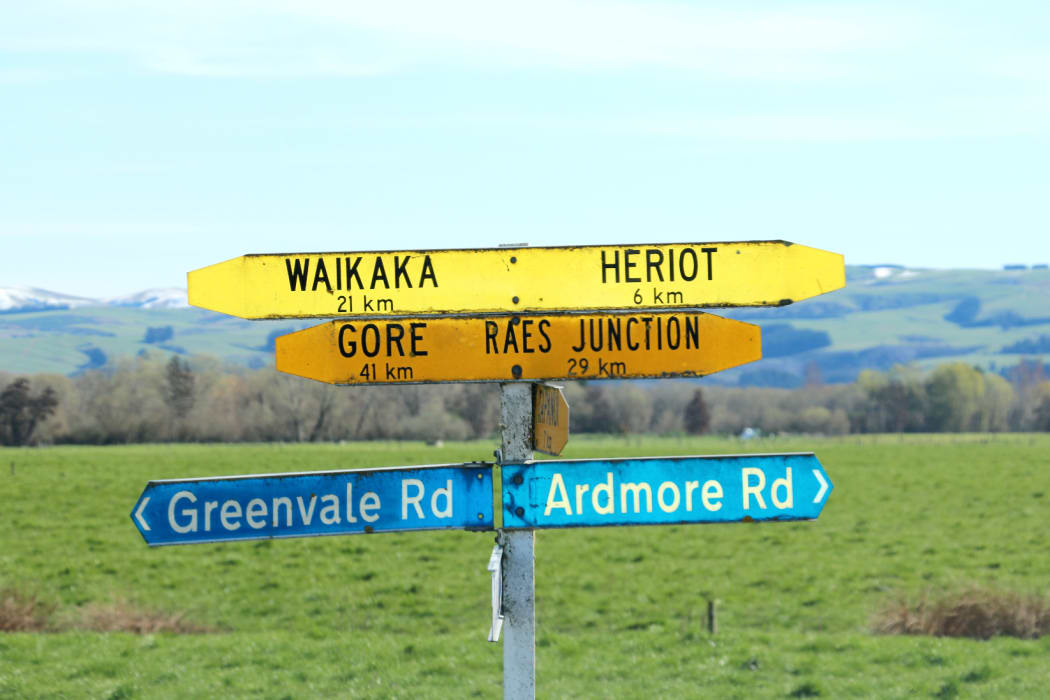 WAIKAKA HERIOT
21 km 6 km
GORE RAES JUNCTION
41 km 29 km
< Greenvale Rd
Ardmore Rd >